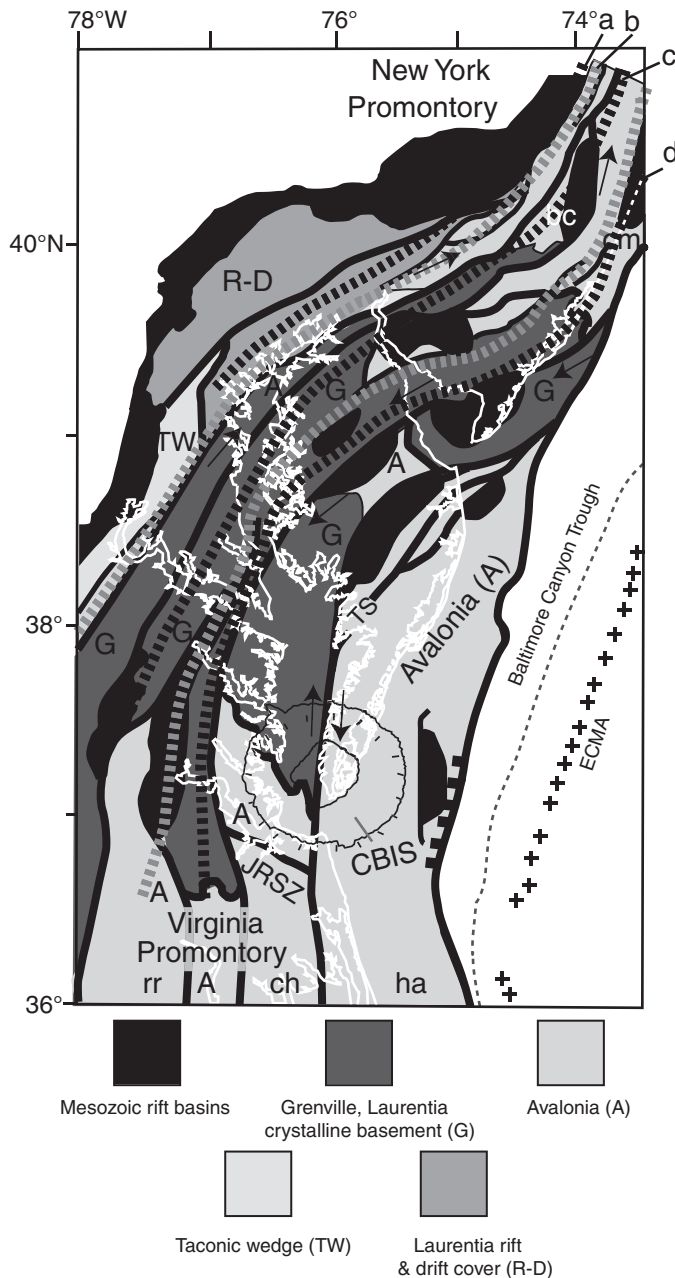 78°W
76°
74°
a
b
c
New York
Promontory
d
bc
cm
40°N
R-D
A
G
G
TW
A
G
Baltimore Canyon Trough
TS
Avalonia (A)
38°
G
G
ECMA
A
JRSZ
CBIS
A
Virginia
Promontory
rr
A
ch
ha
36°
Mesozoic rift basins
Grenville, Laurentia
crystalline basement (G)
Avalonia (A)
Taconic wedge (TW)
Laurentia rift
& drift cover (R-D)